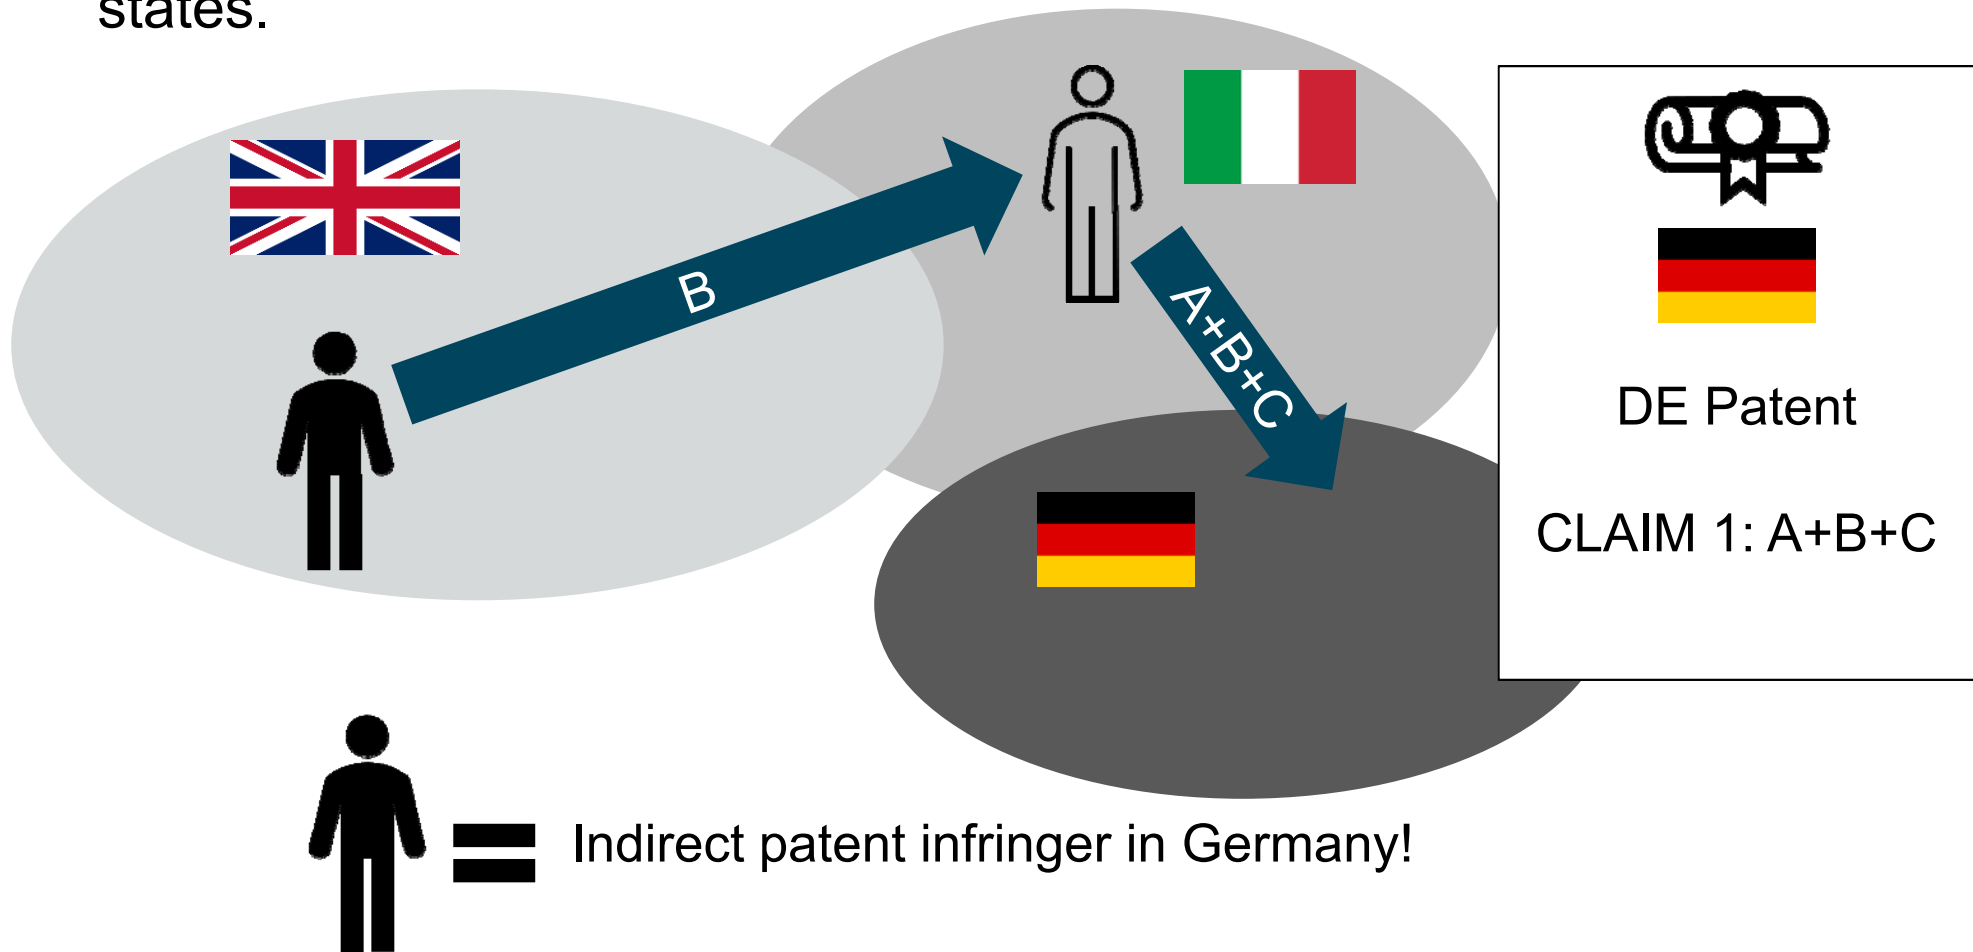 states.
B
A+B+C
DE Patent
CLAIM 1: A+B+C
Indirect patent infringer in Germany!